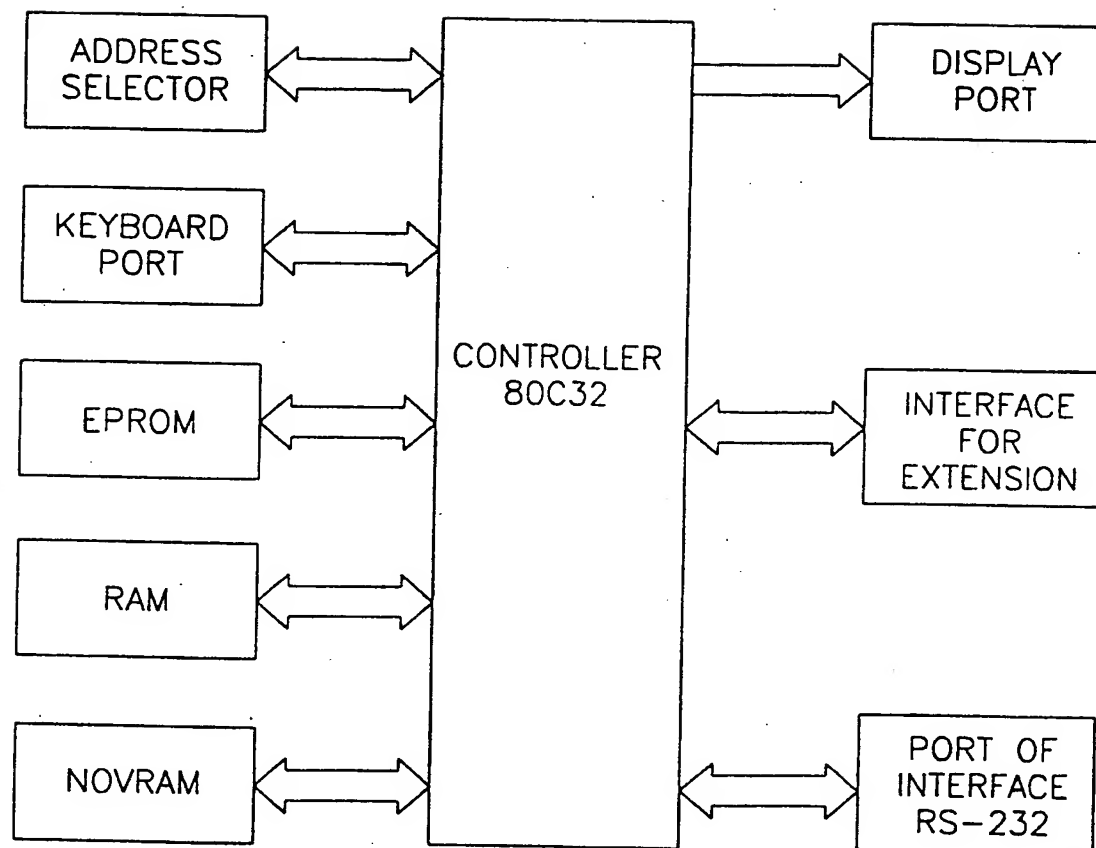 ADDRESS
SELECTOR
KEYBOARD
PORT
EPROM
RAM
NOVRAM
CONTROLLER
80C32
DISPLAY
PORT
INTERFACE
FOR
EXTENSION
PORT OF
INTERFACE
RS-232